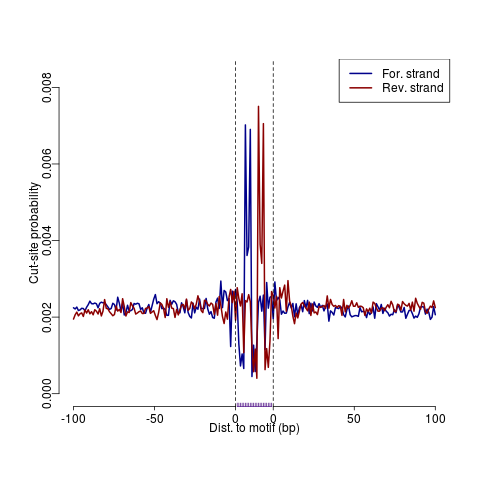 For. strand
Rev. strand
Cut-site probability
0.008
0.006
0.004
0.002
0.000
-100
-50
0
0
50
100
Dist. to motif (bp)